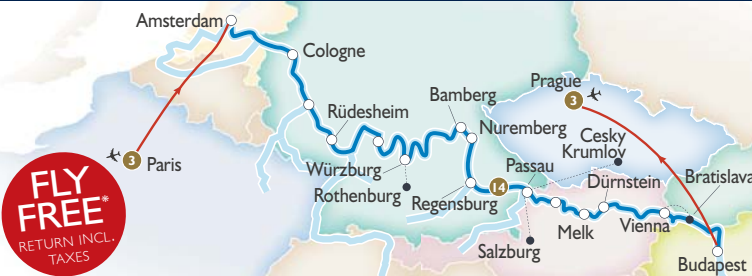 Amsterdam
Cologne
Rüdesheim
Bamberg
Prague
3
Nuremberg
Cesky
Krumlov
3
Paris
Würzburg
Rothenburg
Regensburg
14
Passau
Dürnstein
Bratislava
Melk
Vienna
Salzburg
Budapest
FLY
FREE*
RETURN INCL.
TAXES